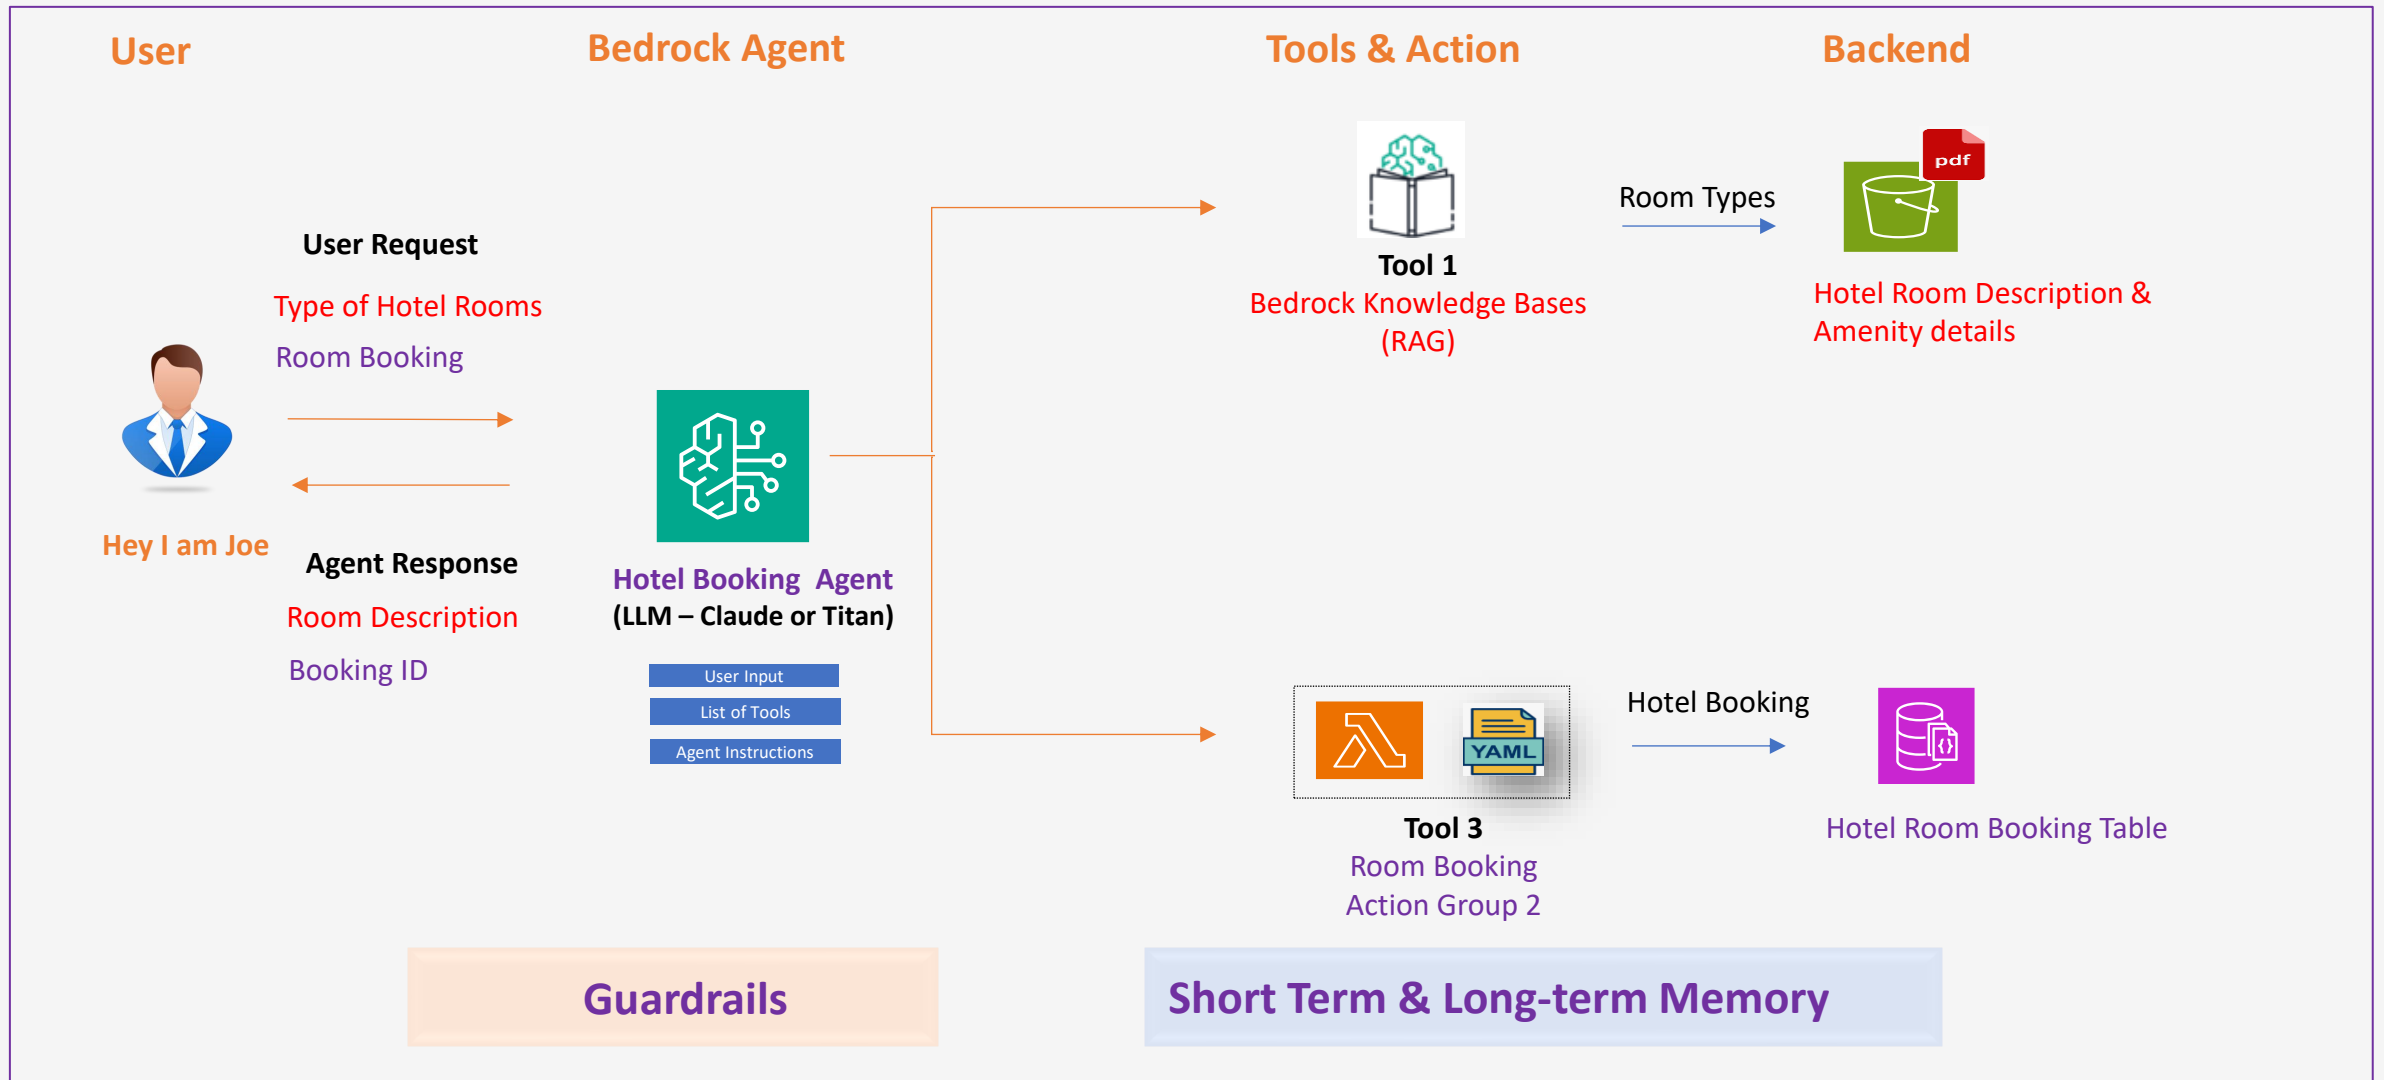 User
Bedrock Agent
Tools & Action
Backend
User Request
Type of Hotel Rooms
Room Booking
Hey I am Joe
Agent Response
Room Description
Booking ID
Hotel Booking Agent
(LLM – Claude or Titan)
User Input
List of Tools
Agent Instructions
Tool 1
Bedrock Knowledge Bases
(RAG)
Room Types
pdf
Hotel Room Description &
Amenity details
YAML
Tool 3
Room Booking
Action Group 2
Hotel Booking
Hotel Room Booking Table
Guardrails
Short Term & Long-term Memory